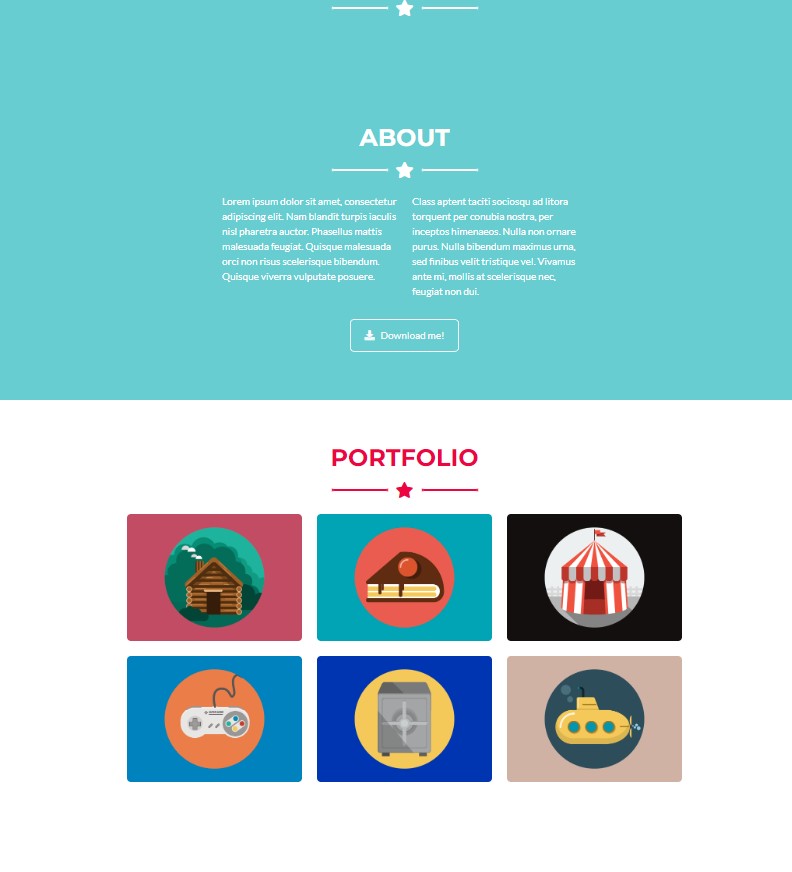 ABOUT
Lorem ipsum dolor sit amet, consectetur
adipiscing elit. Nam blandit turpis iaculis
nisl pharetra auctor. Phasellus mattis
malesuada feugiat. Quisque malesuada
orci non risus scelerisque bibendum.
Quisque viverra vulputate posuere.
Class aptent taciti sociosqu ad litora
torquent per conubia nostra, per
inceptos himenaeos. Nulla non ornare
purus. Nulla bibendum maximus urna,
sed finibus velit tristique vel. Vivamus
ante mi, mollis at scelerisque nec,
feugiat non dui.
Download me!
PORTFOLIO